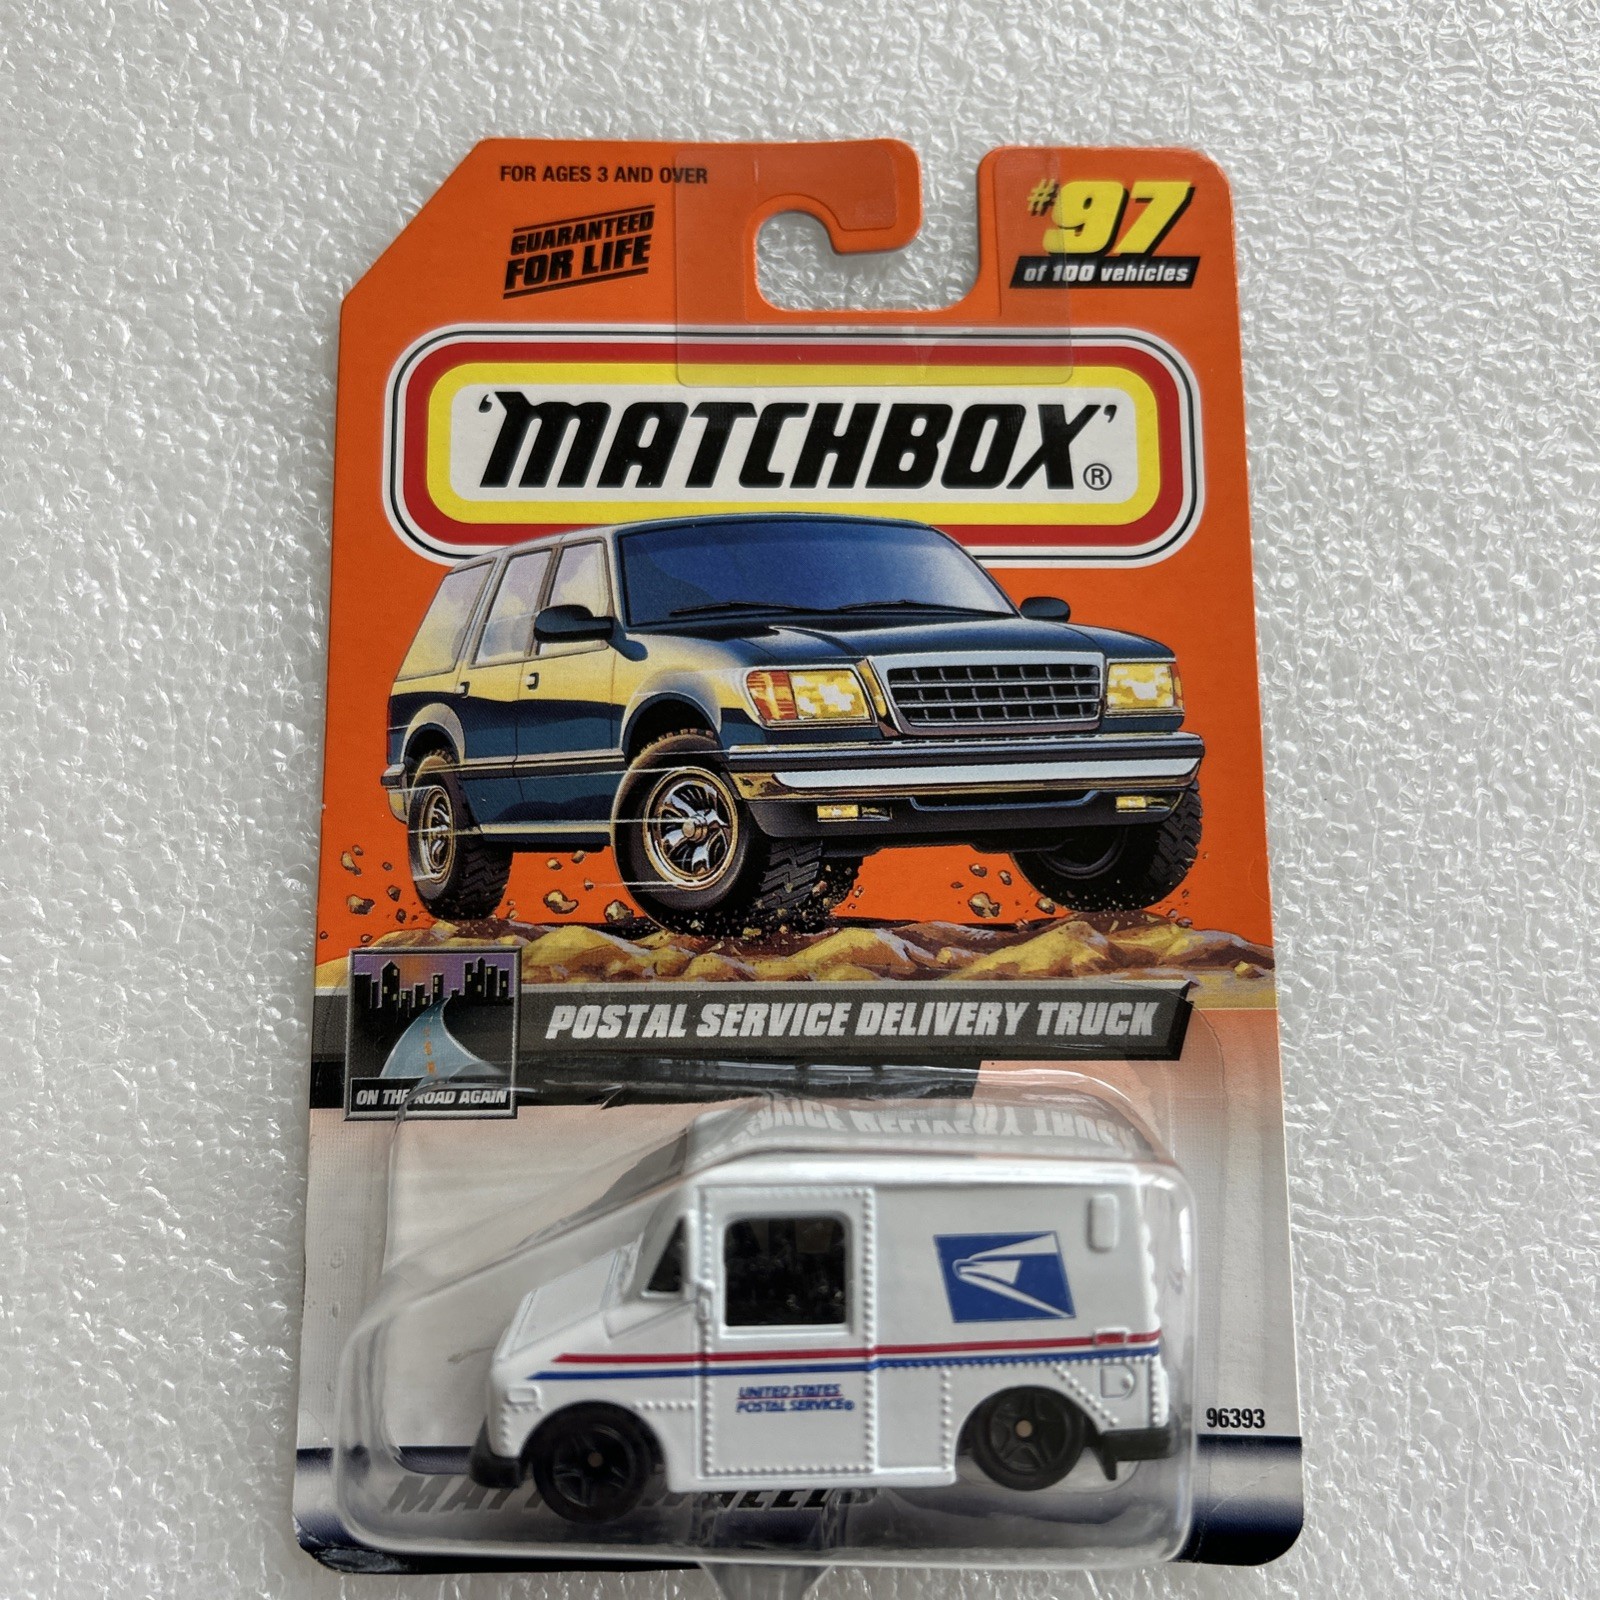 FOR AGES 3 AND OVER
GUARANTEED
FOR LIFE
#97
of 100 vehicles
'MATCHBOX'®
POSTAL SERVICE DELIVERY TRUCK
ON THE ROAD AGAIN
UNITED STATES
POSTAL SERVICE®
96393